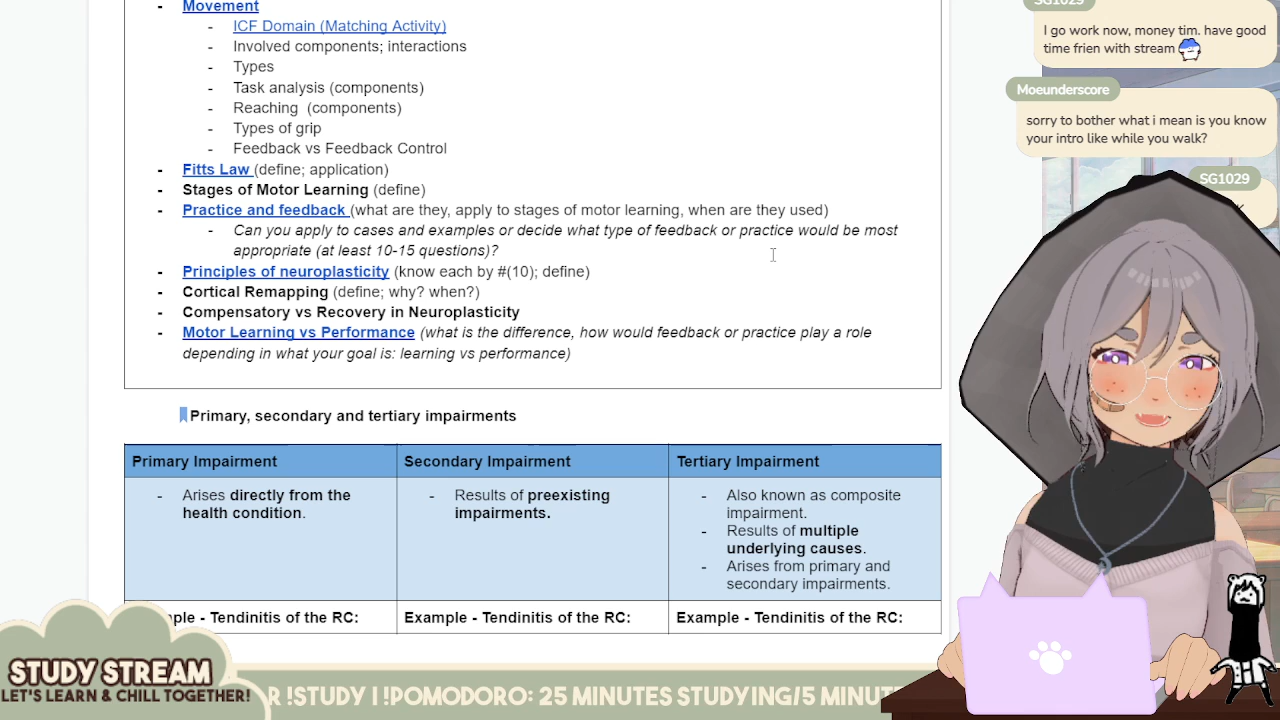 - Movement
- ICF Domain (Matching Activity)
- Involved components; interactions
- Types
- Task analysis (components)
- Reaching (components)
- Types of grip
- Feedback vs Feedback Control
- Fitts Law (define; application)
- Stages of Motor Learning (define)
- Practice and feedback (what are they, apply to stages of motor learning, when are they used)
- Can you apply to cases and examples or decide what type of feedback or practice would be most
appropriate (at least 10-15 questions)?
- Principles of neuroplasticity (know each by #(10); define)
- Cortical Remapping (define; why? when?)
- Compensatory vs Recovery in Neuroplasticity
- Motor Learning vs Performance (what is the difference, how would feedback or practice play a role
depending in what your goal is: learning vs performance)
Primary, secondary and tertiary impairments
Primary Impairment
- Arises directly from the
health condition.
Secondary Impairment
- Results of preexisting
impairments.
Tertiary Impairment
- Also known as composite
impairment.
- Results of multiple
underlying causes.
- Arises from primary and
secondary impairments.
ple - Tendinitis of the RC:
Example - Tendinitis of the RC:
Example - Tendinitis of the RC:
SG1029
I go work now, money tim. have good
time frien with stream
Moeunderscore
sorry to bother what i mean is you know
your intro like while you walk?
SG1029
STUDY STREAM
LET'S LEARN & CHILL TOGETHER!
R !STUDY | !POMODORO: 25 MINUTES STUDYING/5 MINUT